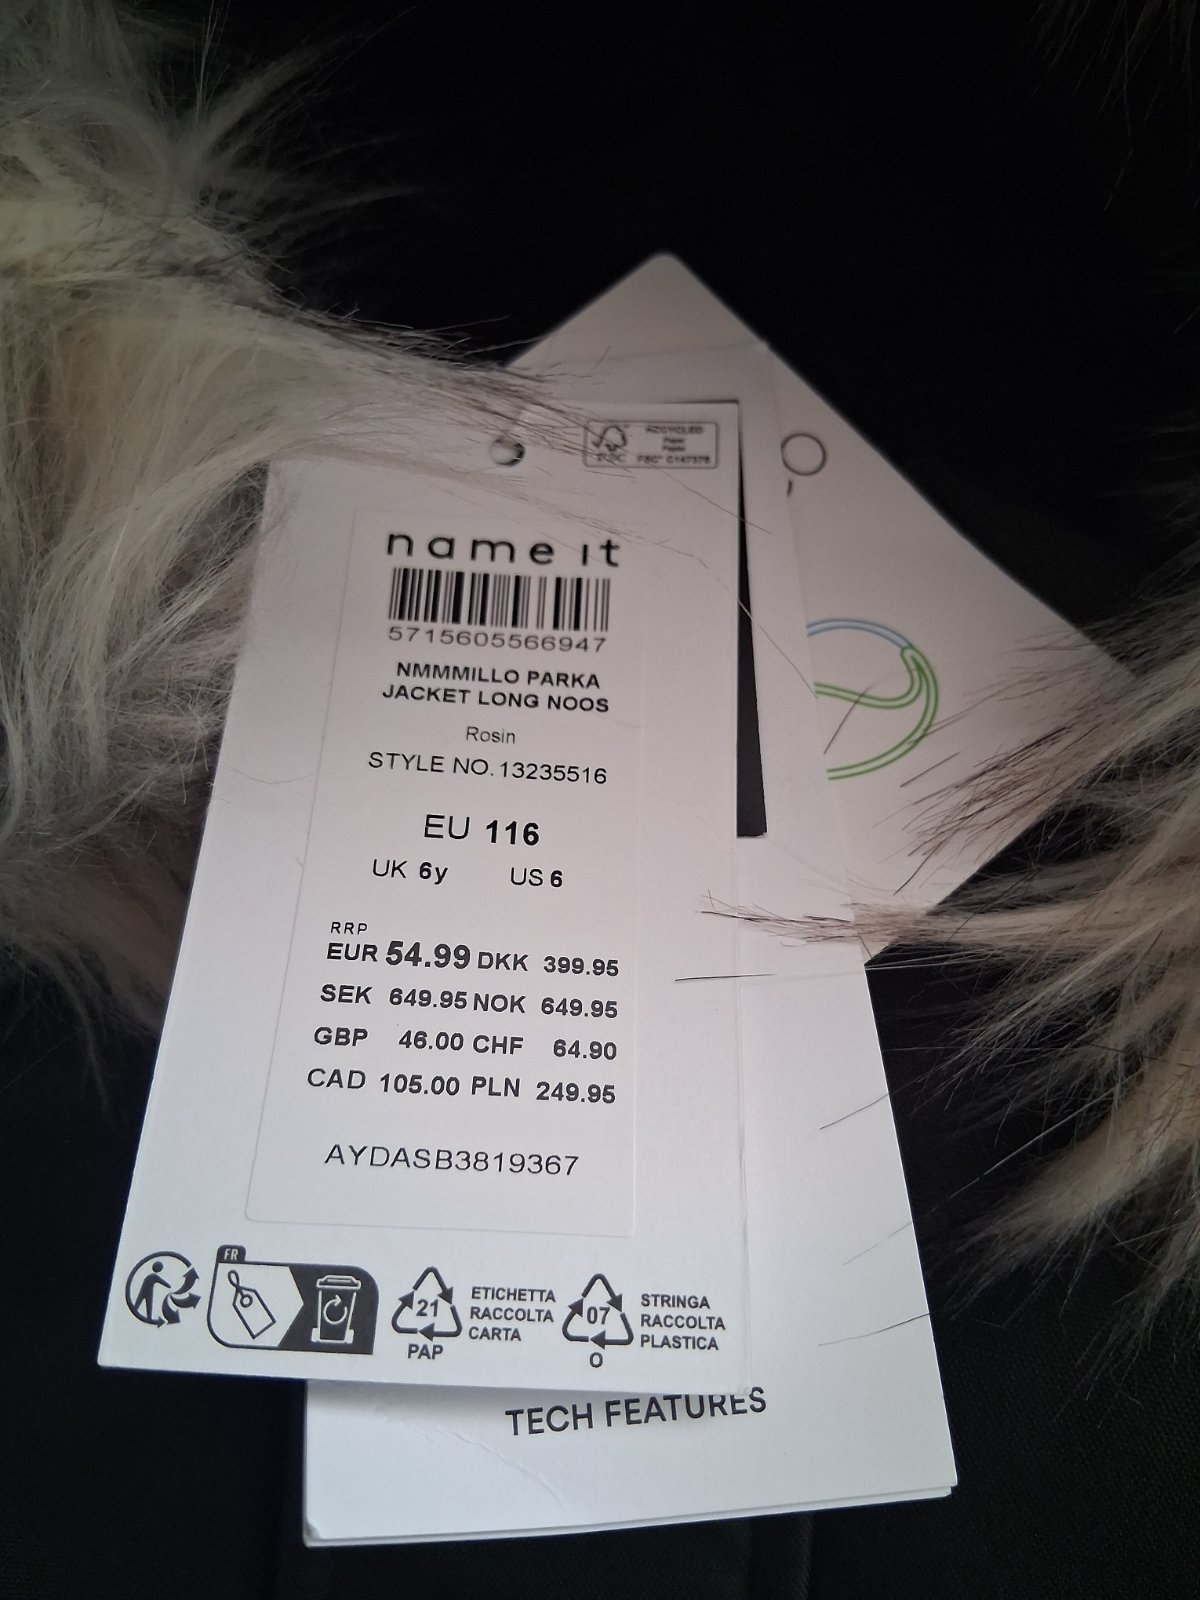 RECYCLED
Paper
FSC® C147376
name it
5715605566947
NMMMILLO PARKA
JACKET LONG NOOS
Rosin
STYLE NO. 13235516
EU 116
UK 6y US 6
RRP
EUR 54.99 DKK 399.95
SEK 649.95 NOK 649.95
GBP 46.00 CHF 64.90
CAD 105.00 PLN 249.95
AYDASB3819367
FR
21
PAP
ETICHETTA
RACCOLTA
CARTA
07
O
STRINGA
RACCOLTA
PLASTICA
TECH FEATURES